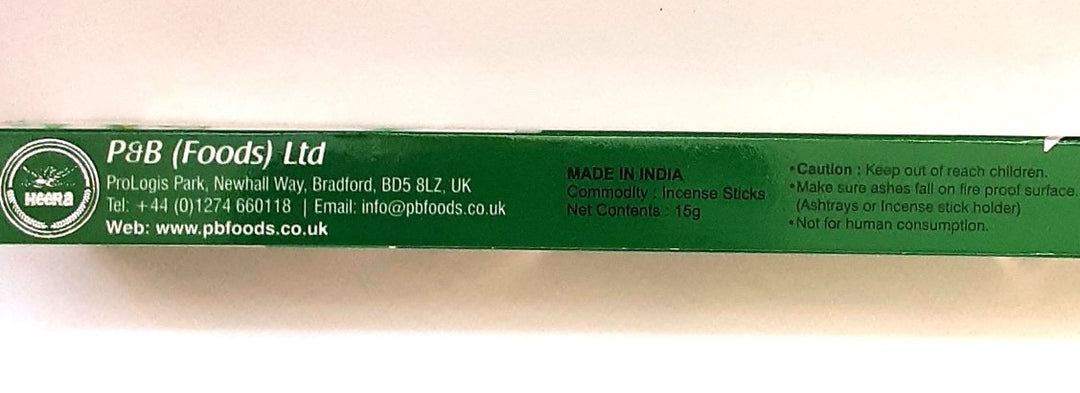 HEERA
P&B (Foods) Ltd
ProLogis Park, Newhall Way, Bradford, BD5 8LZ, UK
Tel: +44 (0)1274 660118 | Email: info@pbfoods.co.uk
Web: www.pbfoods.co.uk
MADE IN INDIA
Commodity : Incense Sticks
Net Contents : 15g
•Caution : Keep out of reach children.
•Make sure ashes fall on fire proof surface.
(Ashtrays or Incense stick holder)
•Not for human consumption.